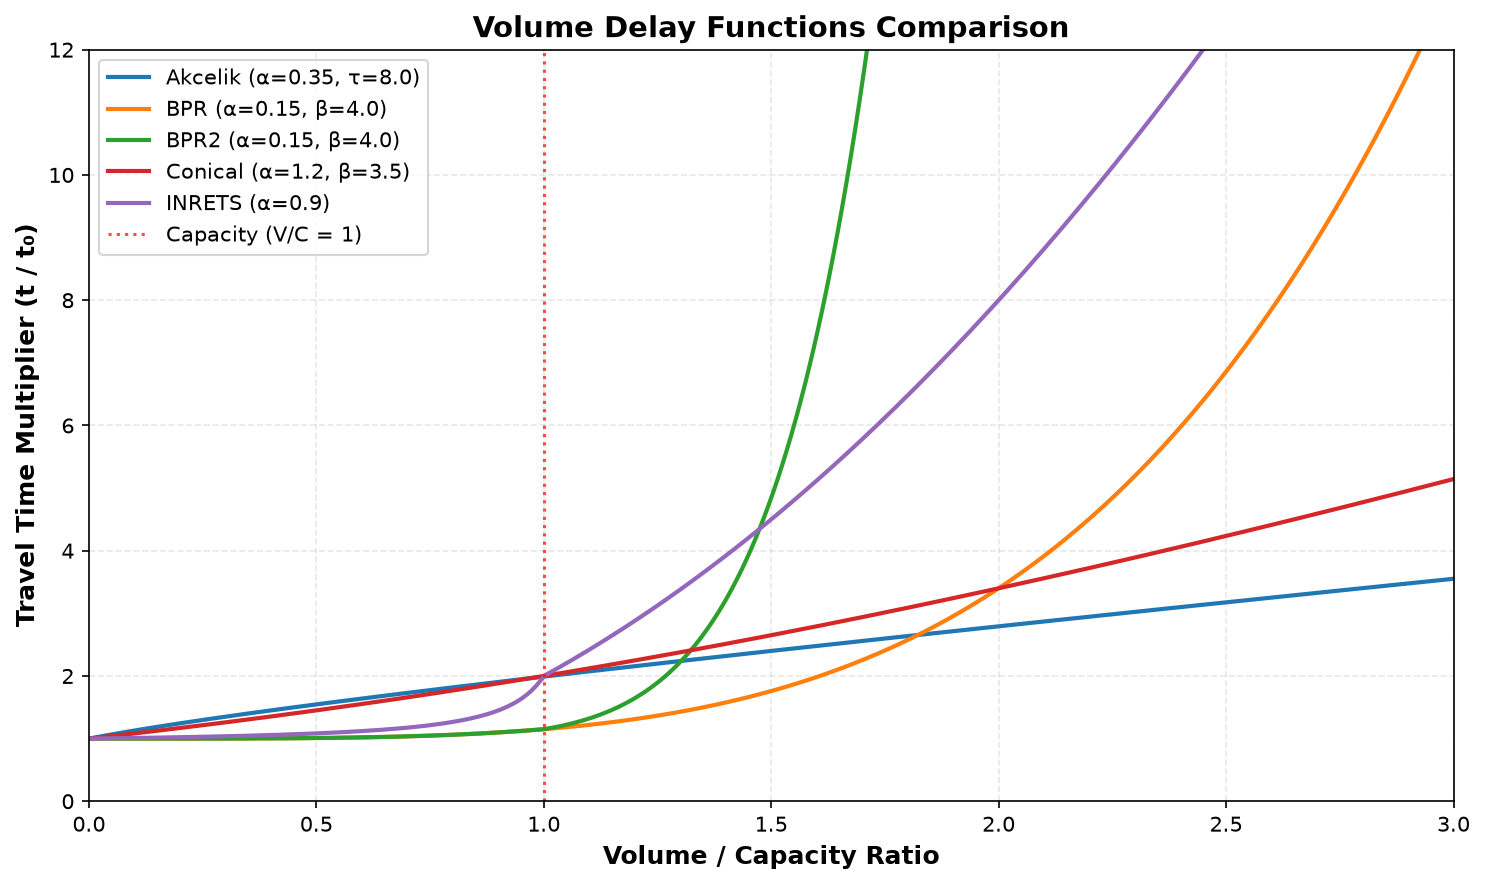 Volume Delay Functions Comparison
Travel Time Multiplier (t / t₀)
12
10
8
6
4
2
0
Akcelik (α=0.35, τ=8.0)
BPR (α=0.15, β=4.0)
BPR2 (α=0.15, β=4.0)
Conical (α=1.2, β=3.5)
INRETS (α=0.9)
Capacity (V/C = 1)
0.0 0.5 1.0 1.5 2.0 2.5 3.0
Volume / Capacity Ratio